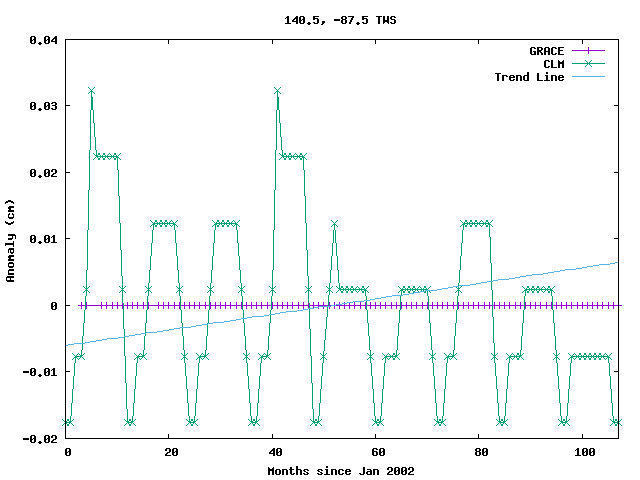 140.5, -87.5 TWS
0.04
0.03
0.02
0.01
0
-0.01
-0.02
Anomaly (cm)
GRACE
CLM
Trend Line
0 20 40 60 80 100
Months since Jan 2002